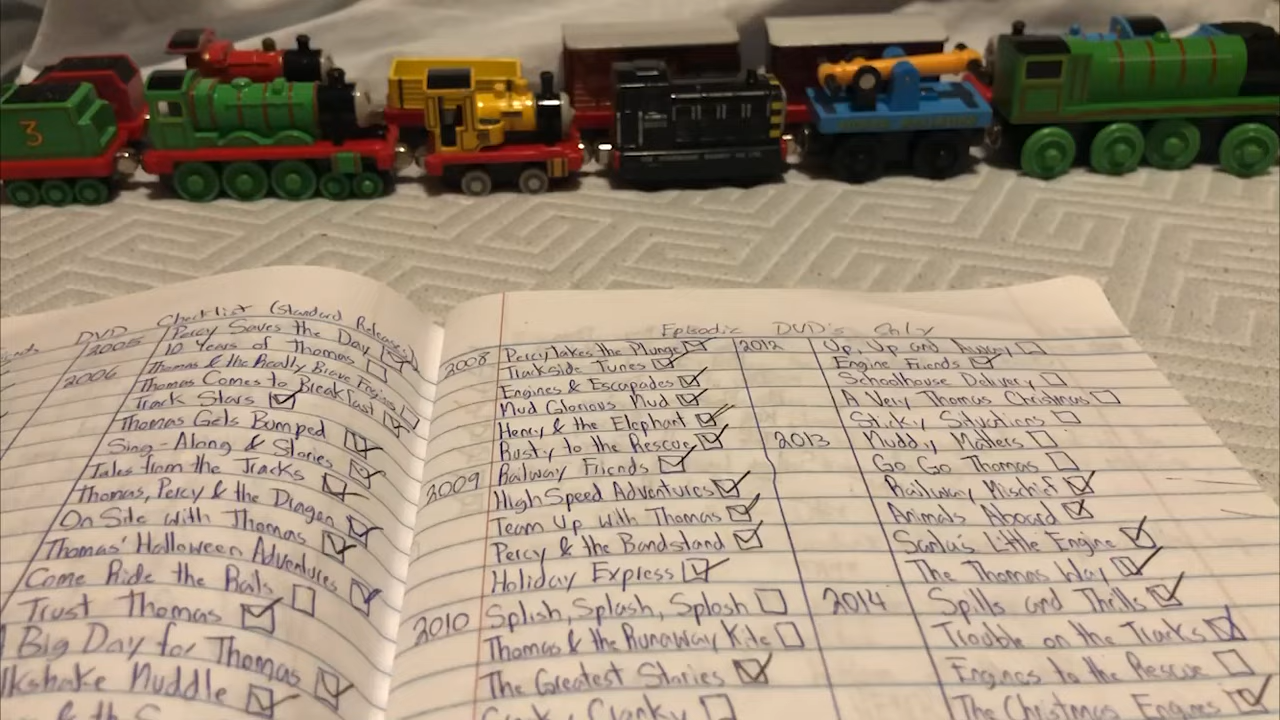 3
DVD Checklist (Standard Releases)
2005 Percy Saves the Day
10 Years of Thomas
2006 Thomas & the Really Brave Engines
Thomas Comes to Breakfast
Track Stars
Thomas Gets Bumped
Sing-Along & Stories
Tales from the Tracks
Thomas, Percy & the Dragon
On Site with Thomas
Thomas' Halloween Adventures
Come Ride the Rails
Trust Thomas
Big Day for Thomas
lkshake Muddle
& the S
Episodic DVD's Only
2008 Percy Takes the Plunge
Trackside Tunes
Engines & Escapades
Mud Glorious Mud
Henry & the Elephant
Rusty to the Rescue
2009 Railway Friends
High Speed Adventures
Team Up with Thomas
Percy & the Bandstand
Holiday Express
2010 Splish, Splash, Splosh
Thomas & the Runaway Kite
The Greatest Stories
Cranky
2012 Up, Up and Away
Engine Friends
Schoolhouse Delivery
A Very Thomas Christmas
Sticky Situations
2013 Muddy Matters
Go Go Thomas
Railway Mischief
Animals Aboard
Santa's Little Engine
The Thomas Way
2014 Spills and Thrills
Trouble on the Tracks
Engines to the Rescue
The Christmas Engines